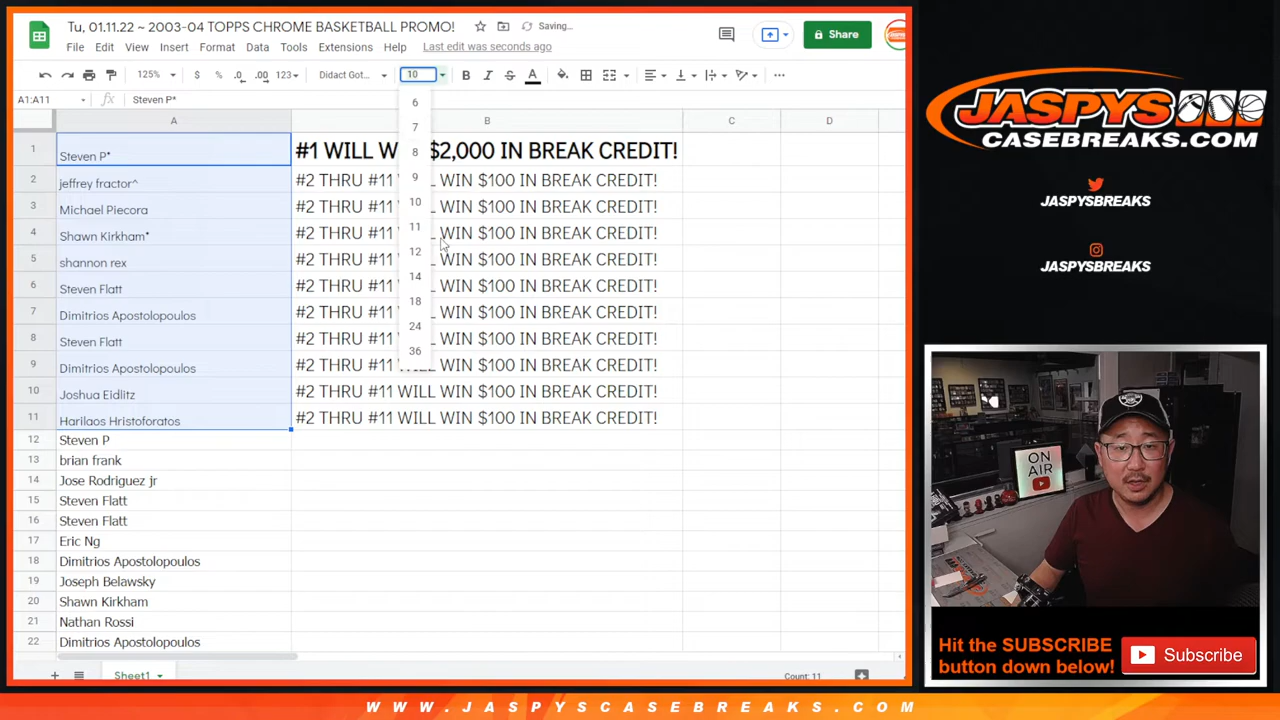 Tu, 01.11.22 ~ 2003-04 TOPPS CHROME BASKETBALL PROMO!
Saving...
Share
File Edit View Insert Format Data Tools Extensions Help Last edit was seconds ago
125% $ % .0 .00 123 Didact Got... 10 B I S A
A1:A11 fx Steven P*
A B C D
1 Steven P* #1 WILL W $2,000 IN BREAK CREDIT!
2 jeffrey fractor^ #2 THRU #11 WILL WIN $100 IN BREAK CREDIT!
3 Michael Piecora #2 THRU #11 WILL WIN $100 IN BREAK CREDIT!
4 Shawn Kirkham* #2 THRU #11 WILL WIN $100 IN BREAK CREDIT!
5 shannon rex #2 THRU #11 WILL WIN $100 IN BREAK CREDIT!
6 Steven Flatt #2 THRU #11 WILL WIN $100 IN BREAK CREDIT!
7 Dimitrios Apostolopoulos #2 THRU #11 WILL WIN $100 IN BREAK CREDIT!
8 Steven Flatt #2 THRU #11 WILL WIN $100 IN BREAK CREDIT!
9 Dimitrios Apostolopoulos #2 THRU #11 WILL WIN $100 IN BREAK CREDIT!
10 Joshua Eidlitz #2 THRU #11 WILL WIN $100 IN BREAK CREDIT!
11 Harilaos Hristoforatos #2 THRU #11 WILL WIN $100 IN BREAK CREDIT!
12 Steven P
13 brian frank
14 Jose Rodriguez jr
15 Steven Flatt
16 Steven Flatt
17 Eric Ng
18 Dimitrios Apostolopoulos
19 Joseph Belawsky
20 Shawn Kirkham
21 Nathan Rossi
22 Dimitrios Apostolopoulos
6
7
8
9
10
11
12
14
18
24
36
Sheet1
Count: 11
JASPYS
CASEBREAKS.COM
JASPYSBREAKS
JASPYSBREAKS
ON
AIR
Hit the SUBSCRIBE
button down below!
Subscribe
WWW.JASPYSCASEBREAKS.COM